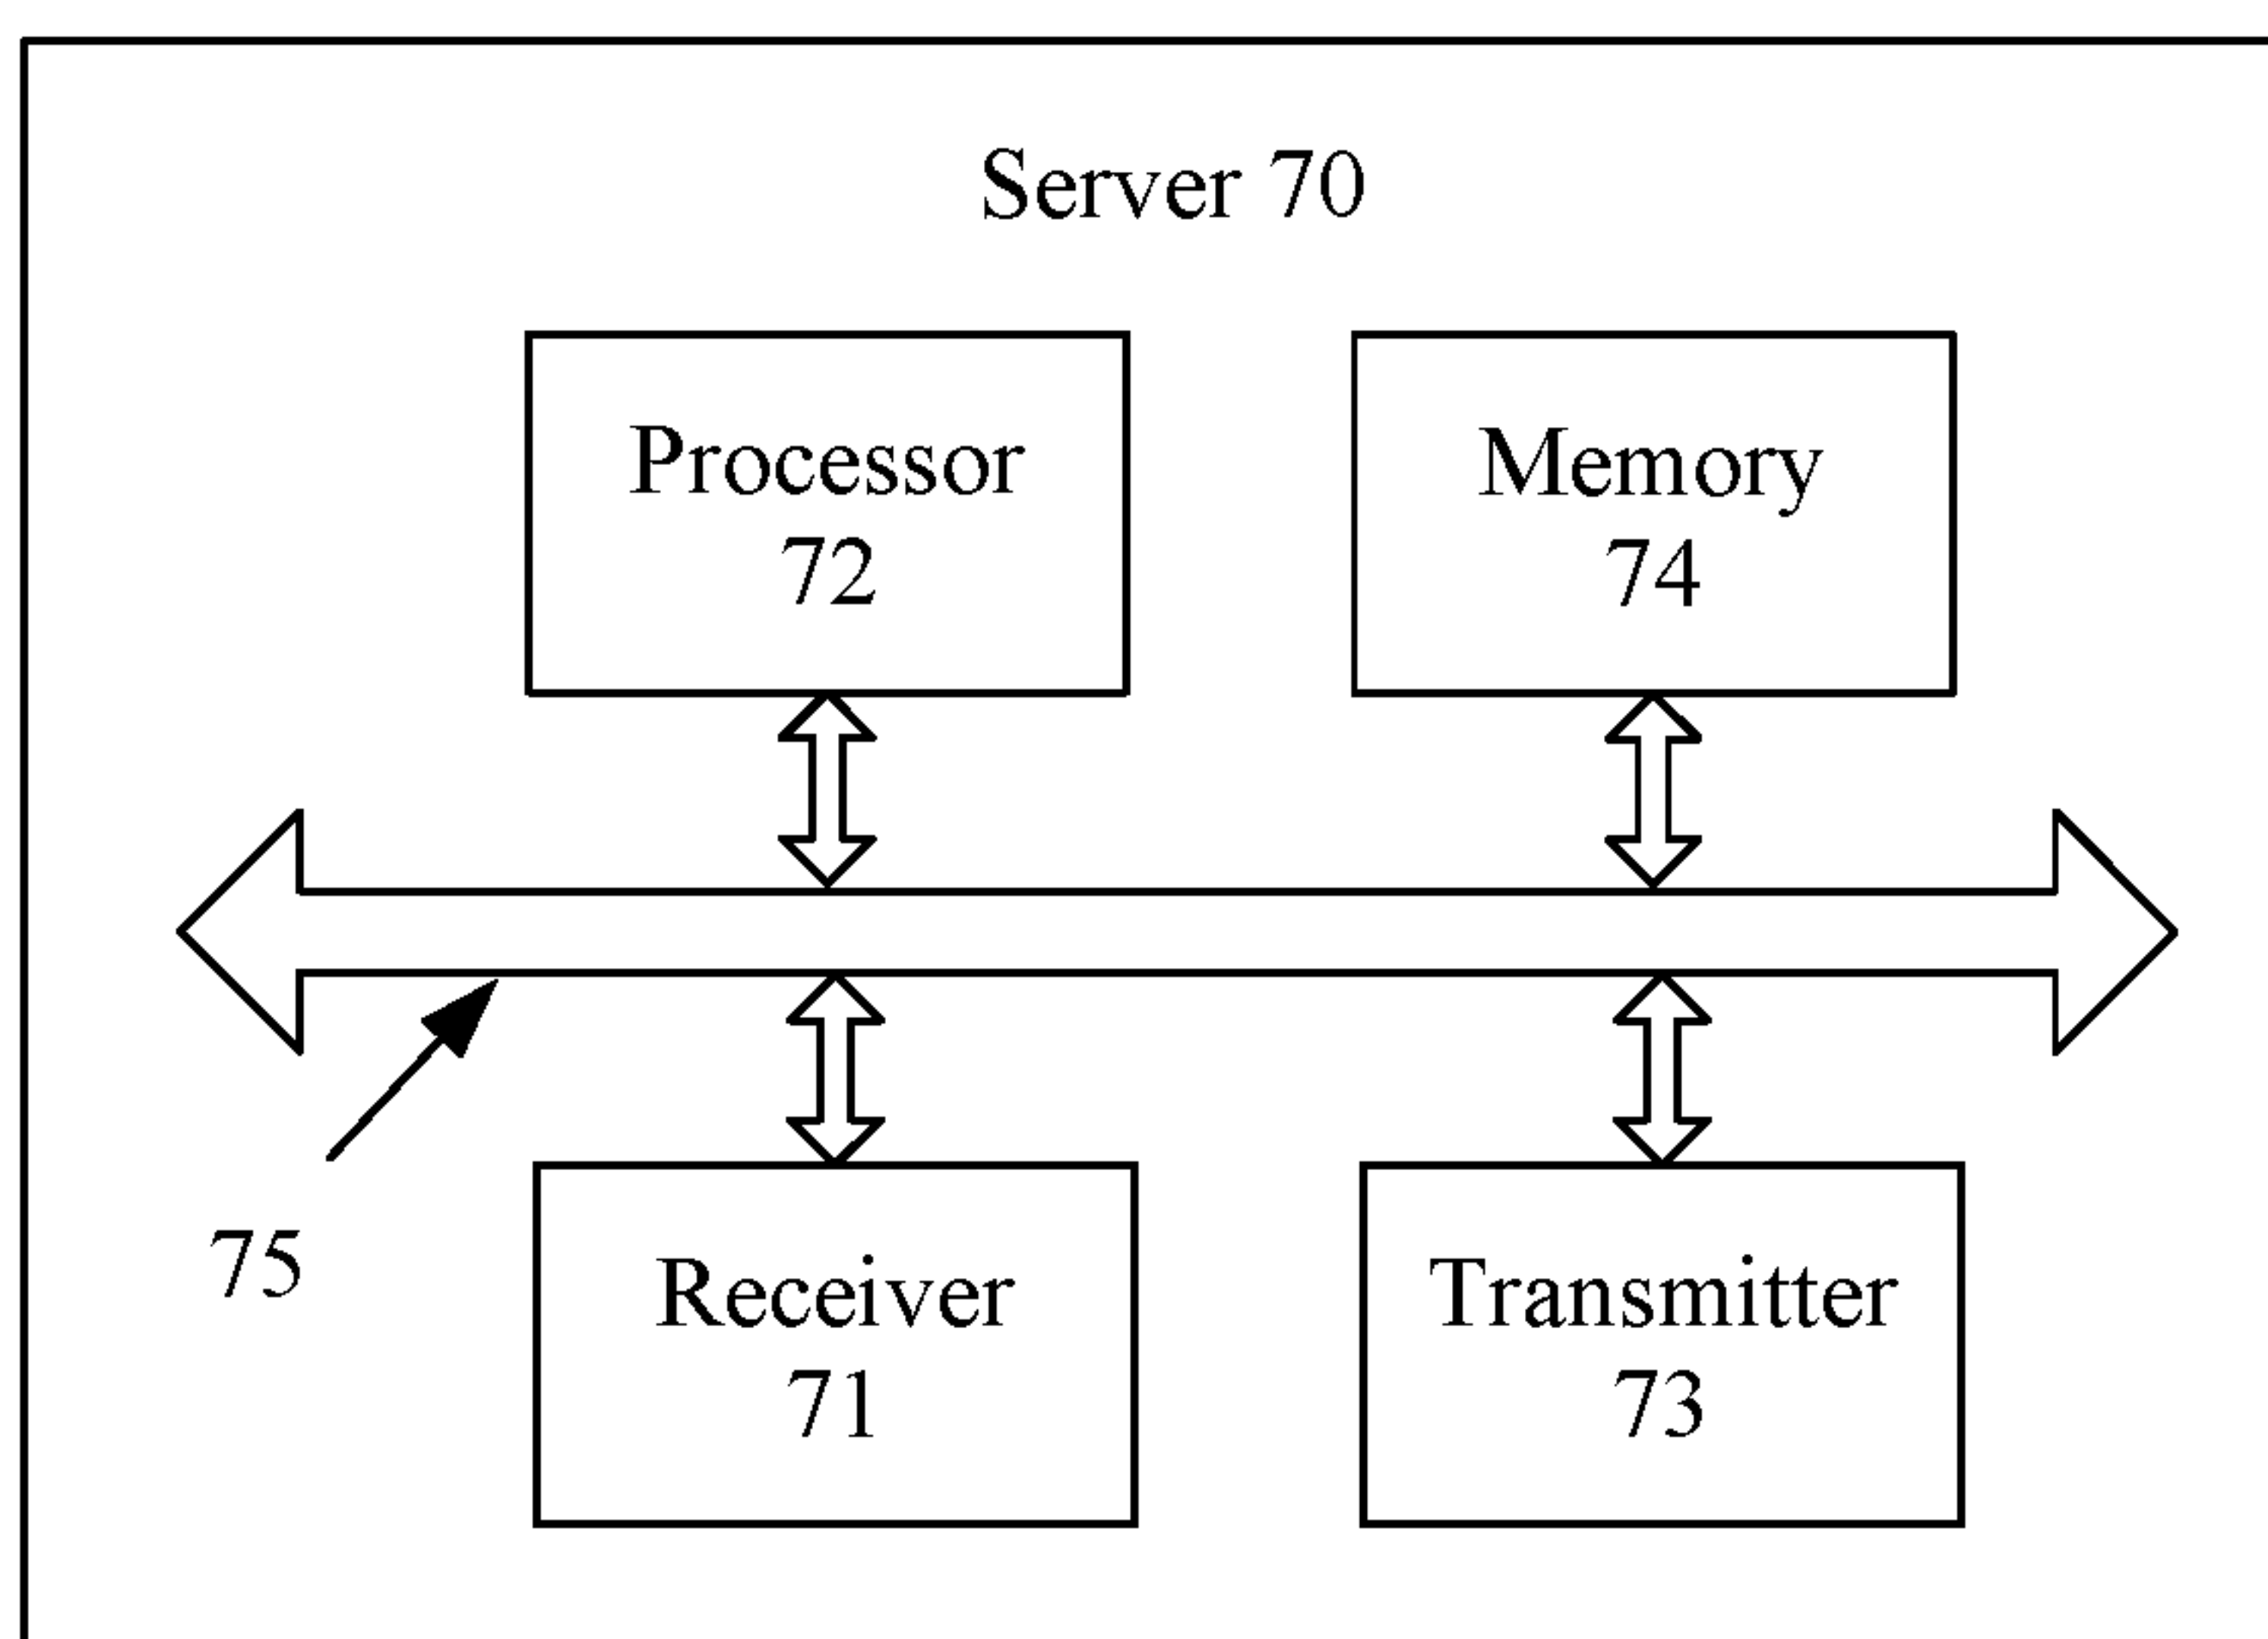 Server 70
Processor
72
Memory
74
75
Receiver
71
Transmitter
73